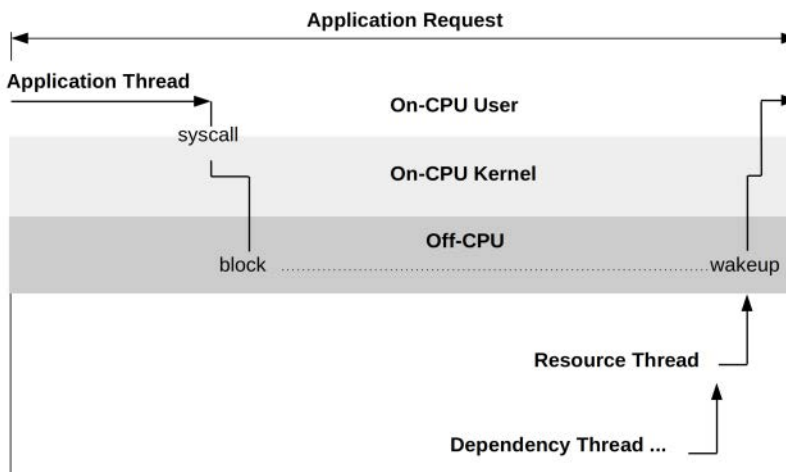 Application Request
Application Thread
On-CPU User
syscall
On-CPU Kernel
Off-CPU
block
wakeup
Resource Thread
Dependency Thread ...